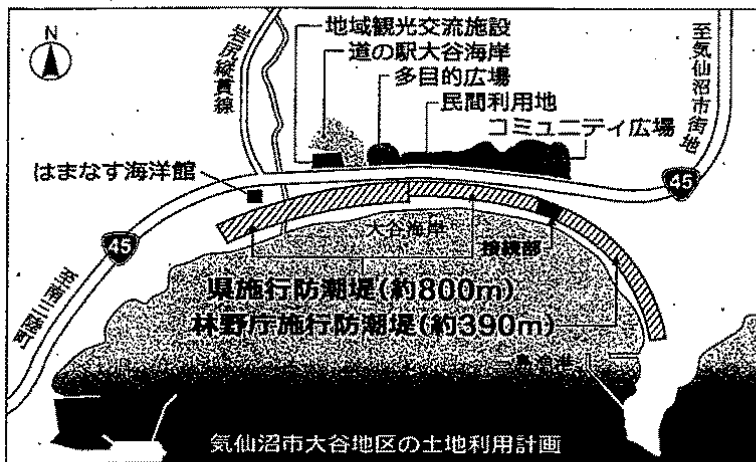 N
地域観光交流施設
道の駅大谷海岸
多目的広場
民間利用地
コミュニティ広場
至気仙沼市街地
はまなす海洋館
45
大谷海岸
45
接続部
県施行防潮堤(約800m)
林野庁施行防潮堤(約390m)
至南三陸町
気仙沼市大谷地区の土地利用計画